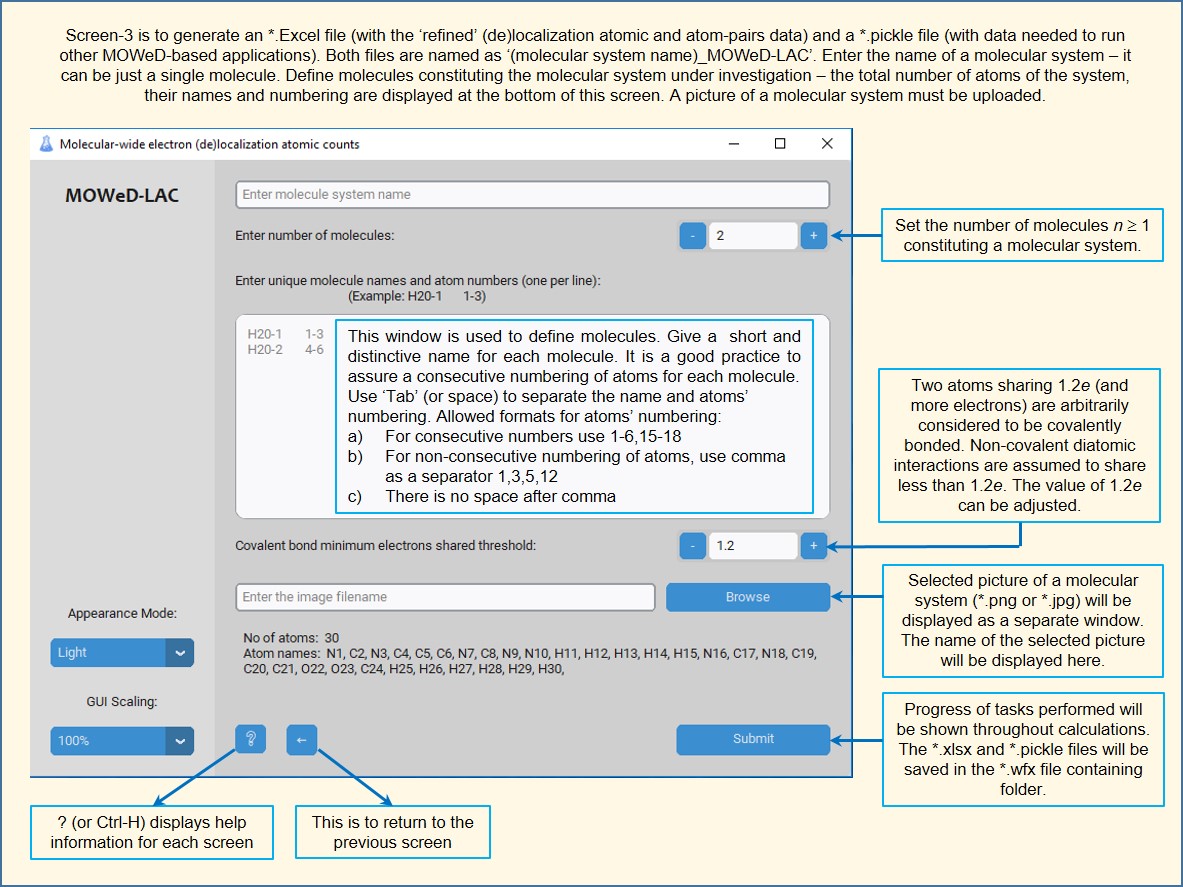 Screen-3 is to generate an *.Excel file (with the ‘refined’ (de)localization atomic and atom-pairs data) and a *.pickle file (with data needed to run
other MOWeD-based applications). Both files are named as ‘(molecular system name)_MOWeD-LAC’. Enter the name of a molecular system – it
can be just a single molecule. Define molecules constituting the molecular system under investigation – the total number of atoms of the system,
their names and numbering are displayed at the bottom of this screen. A picture of a molecular system must be uploaded.
Molecular-wide electron (de)localization atomic counts
MOWeD-LAC
Enter molecule system name
Enter number of molecules:
- 2 +
Set the number of molecules n ≥ 1
constituting a molecular system.
Enter unique molecule names and atom numbers (one per line):
(Example: H20-1 1-3)
H20-1 1-3
H20-2 4-6
This window is used to define molecules. Give a short and
distinctive name for each molecule. It is a good practice to
assure a consecutive numbering of atoms for each molecule.
Use ‘Tab’ (or space) to separate the name and atoms’
numbering. Allowed formats for atoms’ numbering:
a) For consecutive numbers use 1-6,15-18
b) For non-consecutive numbering of atoms, use comma
as a separator 1,3,5,12
c) There is no space after comma
Two atoms sharing 1.2e (and
more electrons) are arbitrarily
considered to be covalently
bonded. Non-covalent diatomic
interactions are assumed to share
less than 1.2e. The value of 1.2e
can be adjusted.
Covalent bond minimum electrons shared threshold:
- 1.2 +
Enter the image filename
Browse
Selected picture of a molecular
system (*.png or *.jpg) will be
displayed as a separate window.
The name of the selected picture
will be displayed here.
No of atoms: 30
Atom names: N1, C2, N3, C4, C5, C6, N7, C8, N9, N10, H11, H12, H13, H14, H15, N16, C17, N18, C19,
C20, C21, O22, O23, C24, H25, H26, H27, H28, H29, H30,
Appearance Mode:
Light
GUI Scaling:
100%
? ←
Submit
Progress of tasks performed will
be shown throughout calculations.
The *.xlsx and *.pickle files will be
saved in the *.wfx file containing
folder.
? (or Ctrl-H) displays help
information for each screen
This is to return to the
previous screen